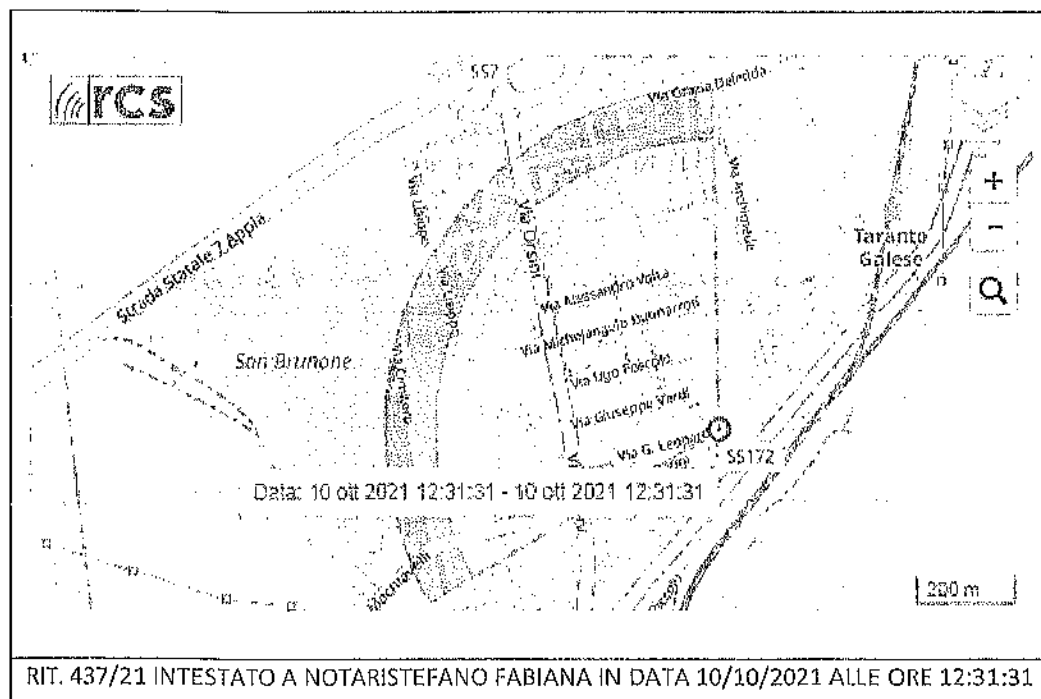 rcs
SS7
Via Grazia Deledda
Via Lisippo
Via Orsini
Via Archimede
Strada Statale 7 Appia
Taranto
Galese
+
-
Via Alessandro Volta
Via Michelangelo Buonarroti
San Brunone
Via Ugo Foscolo
Via Giuseppe Verdi
Via G. Leopardi
SS172
Data: 10 ott 2021 12:31:31 - 10 ott 2021 12:31:31
Machiavelli
200 m
RIT. 437/21 INTESTATO A NOTARISTEFANO FABIANA IN DATA 10/10/2021 ALLE ORE 12:31:31